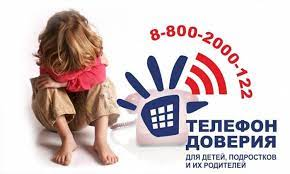 8-800-2000-122
ТЕЛЕФОН
ДОВЕРИЯ
ДЛЯ ДЕТЕЙ, ПОДРОСТКОВ
И ИХ РОДИТЕЛЕЙ